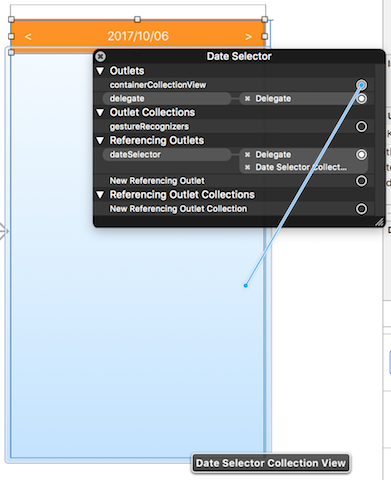 < 2017/10/06 >
Date Selector
Outlets
containerCollectionView
delegate Delegate
Outlet Collections
gestureRecognizers
Referencing Outlets
dateSelector Delegate
Date Selector Collect...
New Referencing Outlet
Referencing Outlet Collections
New Referencing Outlet Collection
Date Selector Collection View